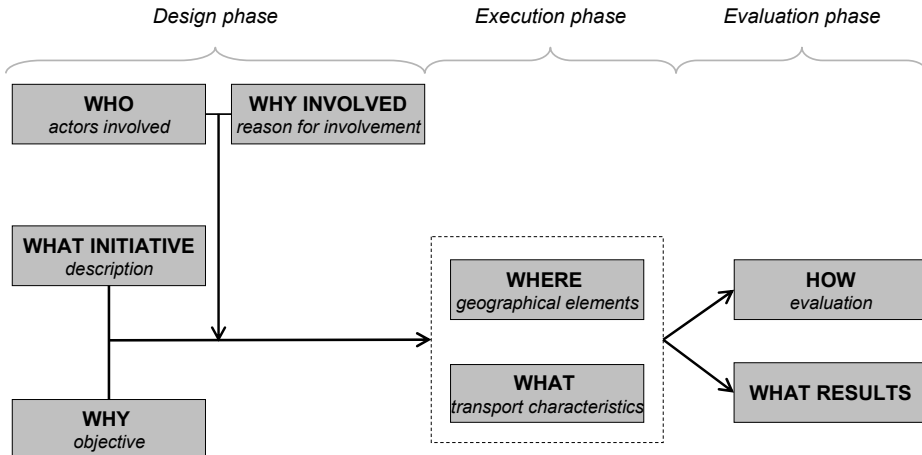 Design phase
Execution phase
Evaluation phase
WHO
actors involved
WHY INVOLVED
reason for involvement
WHAT INITIATIVE
description
WHERE
geographical elements
HOW
evaluation
WHAT
transport characteristics
WHAT RESULTS
WHY
objective